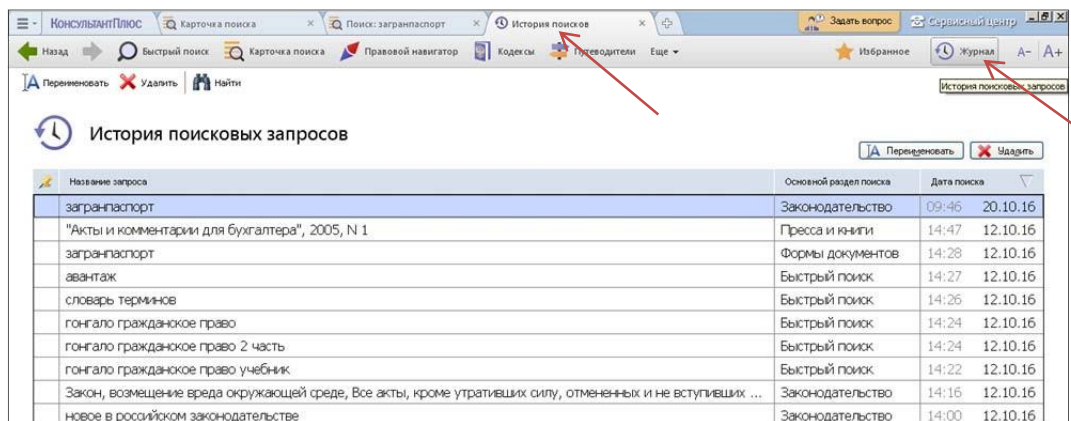 КонсультантПлюс Карточка поиска × Поиск: загранпаспорт × История поисков × Задать вопрос Сервисный центр
Назад Быстрый поиск Карточка поиска Правовой навигатор Кодексы Путеводители Еще Избранное Журнал A- A+
Переименовать Удалить Найти
История поисковых запросов
История поисковых запросов
Переименовать Удалить
Название запроса Основной раздел поиска Дата поиска
загранпаспорт Законодательство 09:46 20.10.16
"Акты и комментарии для бухгалтера", 2005, N 1 Пресса и книги 14:47 12.10.16
загранпаспорт Формы документов 14:28 12.10.16
авантаж Быстрый поиск 14:27 12.10.16
словарь терминов Быстрый поиск 14:26 12.10.16
гонгало гражданское право Быстрый поиск 14:24 12.10.16
гонгало гражданское право 2 часть Быстрый поиск 14:24 12.10.16
гонгало гражданское право учебник Быстрый поиск 14:22 12.10.16
Закон, возмещение вреда окружающей среде, Все акты, кроме утративших силу, отмененных и не вступивших ... Законодательство 14:16 12.10.16
новое в российском законодательстве Законодательство 14:00 12.10.16